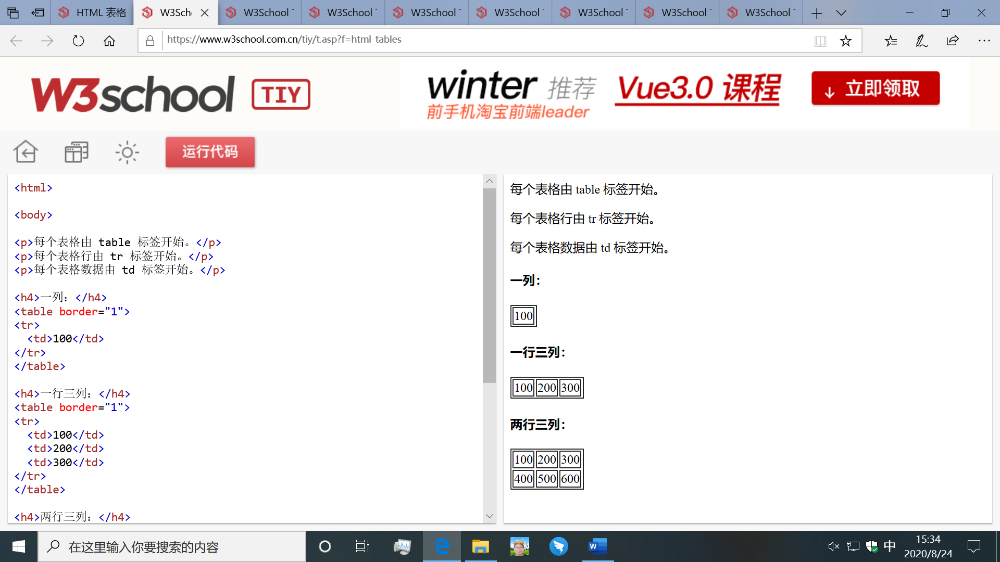 HTML 表格
W3Sch
W3School
W3School
W3School
W3School
W3School
W3School
W3School
https://www.w3school.com.cn/tiy/t.asp?f=html_tables
W3school TIY
winter 推荐
前手机淘宝前端leader
Vue3.0 课程
↓ 立即领取
运行代码
<html>
<body>
<p>每个表格由 table 标签开始。</p>
<p>每个表格行由 tr 标签开始。</p>
<p>每个表格数据由 td 标签开始。</p>
<h4>一列：</h4>
<table border="1">
<tr>
<td>100</td>
</tr>
</table>
<h4>一行三列：</h4>
<table border="1">
<tr>
<td>100</td>
<td>200</td>
<td>300</td>
</tr>
</table>
<h4>两行三列：</h4>
每个表格由 table 标签开始。
每个表格行由 tr 标签开始。
每个表格数据由 td 标签开始。
一列：
100
一行三列：
100 200 300
两行三列：
100 200 300
400 500 600
在这里输入你要搜索的内容
W
中
15:34
2020/8/24